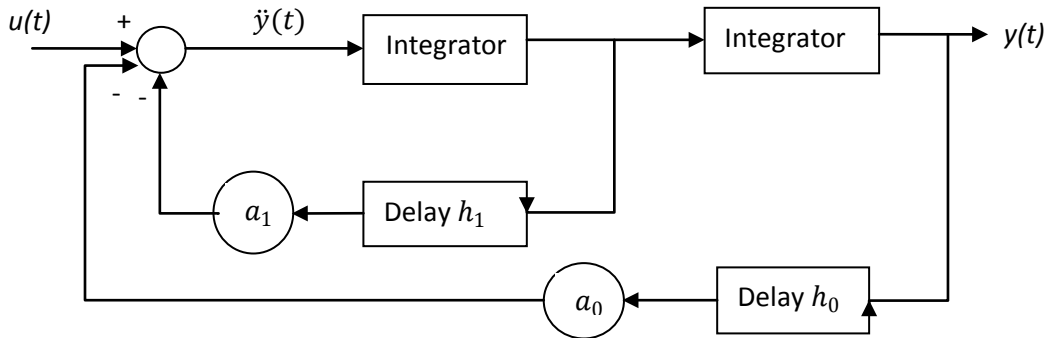 u(t)
+
ÿ(t)
Integrator
Integrator
y(t)
- -
a₁
Delay h₁
a₀
Delay h₀